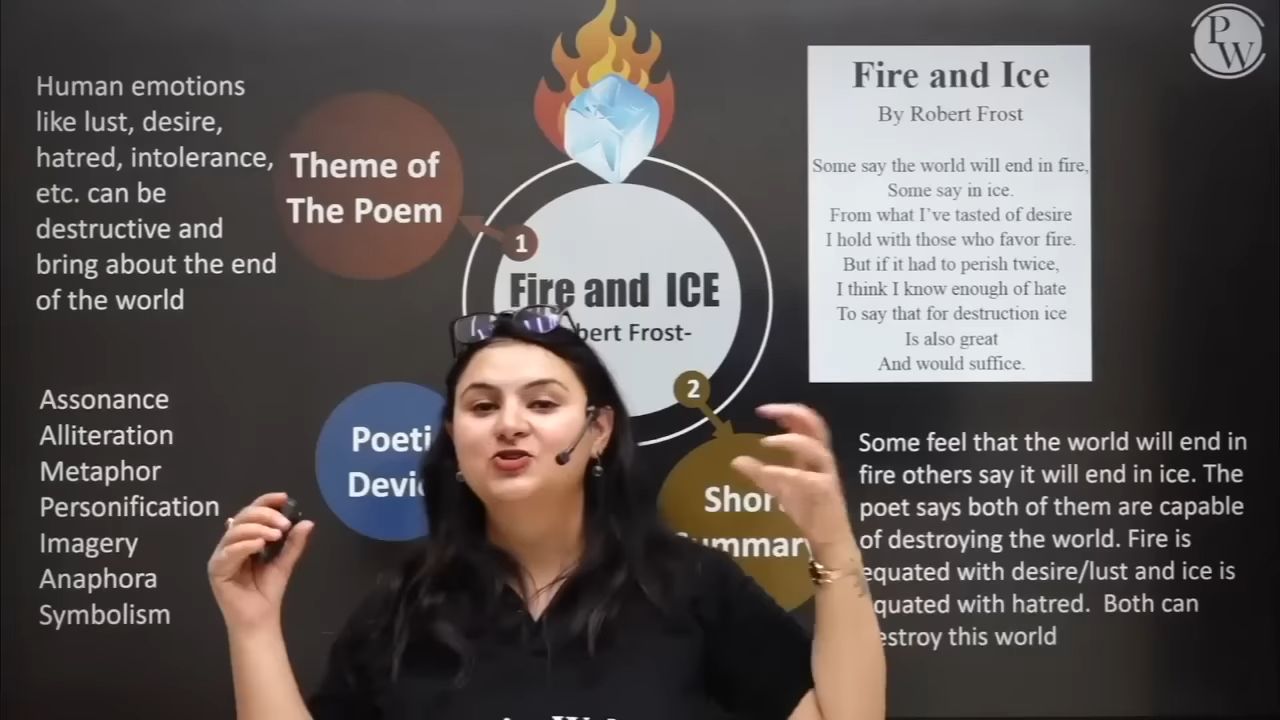 P
W
Human emotions
like lust, desire,
hatred, intolerance,
etc. can be
destructive and
bring about the end
of the world
Theme of
The Poem
1
Fire and ICE
bert Frost-
2
Fire and Ice
By Robert Frost
Some say the world will end in fire,
Some say in ice.
From what I've tasted of desire
I hold with those who favor fire.
But if it had to perish twice,
I think I know enough of hate
To say that for destruction ice
Is also great
And would suffice.
Assonance
Alliteration
Metaphor
Personification
Imagery
Anaphora
Symbolism
Poeti
Devic
Shor
Summary
Some feel that the world will end in
fire others say it will end in ice. The
poet says both of them are capable
of destroying the world. Fire is
equated with desire/lust and ice is
quated with hatred. Both can
estroy this world